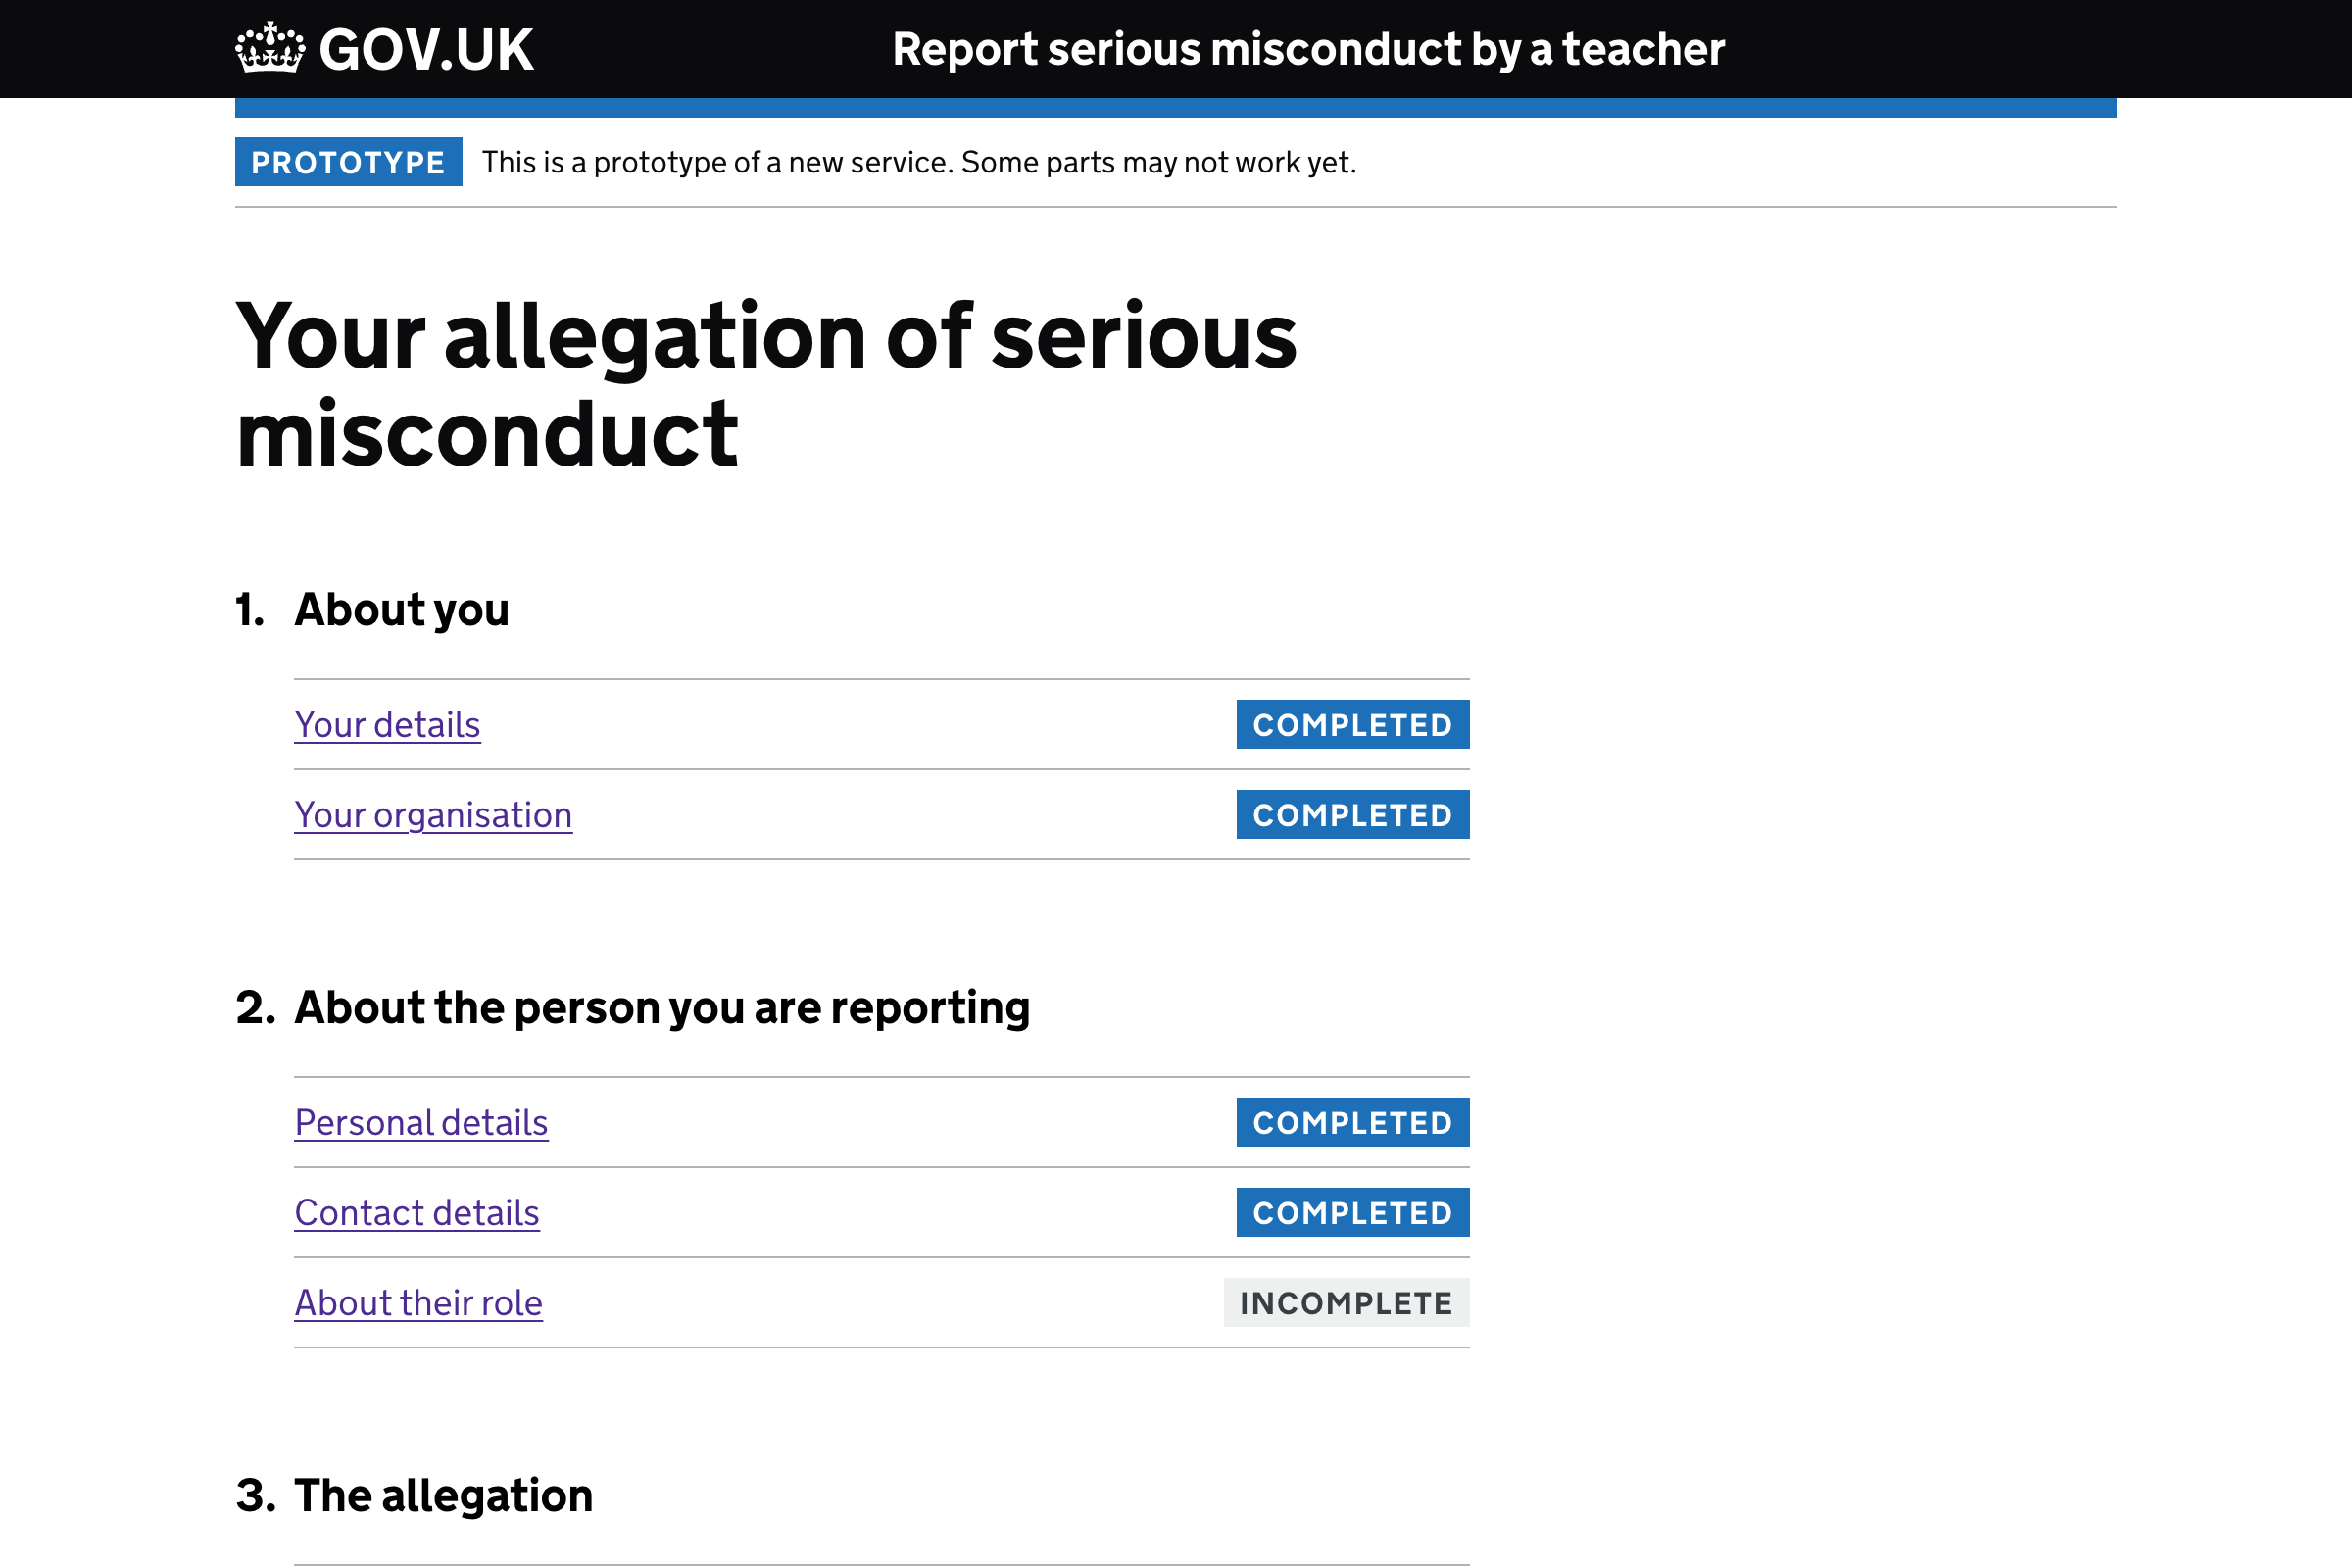 GOV.UK
Report serious misconduct by a teacher
PROTOTYPE This is a prototype of a new service. Some parts may not work yet.
Your allegation of serious
misconduct
1. About you
Your details COMPLETED
Your organisation COMPLETED
2. About the person you are reporting
Personal details COMPLETED
Contact details COMPLETED
About their role INCOMPLETE
3. The allegation